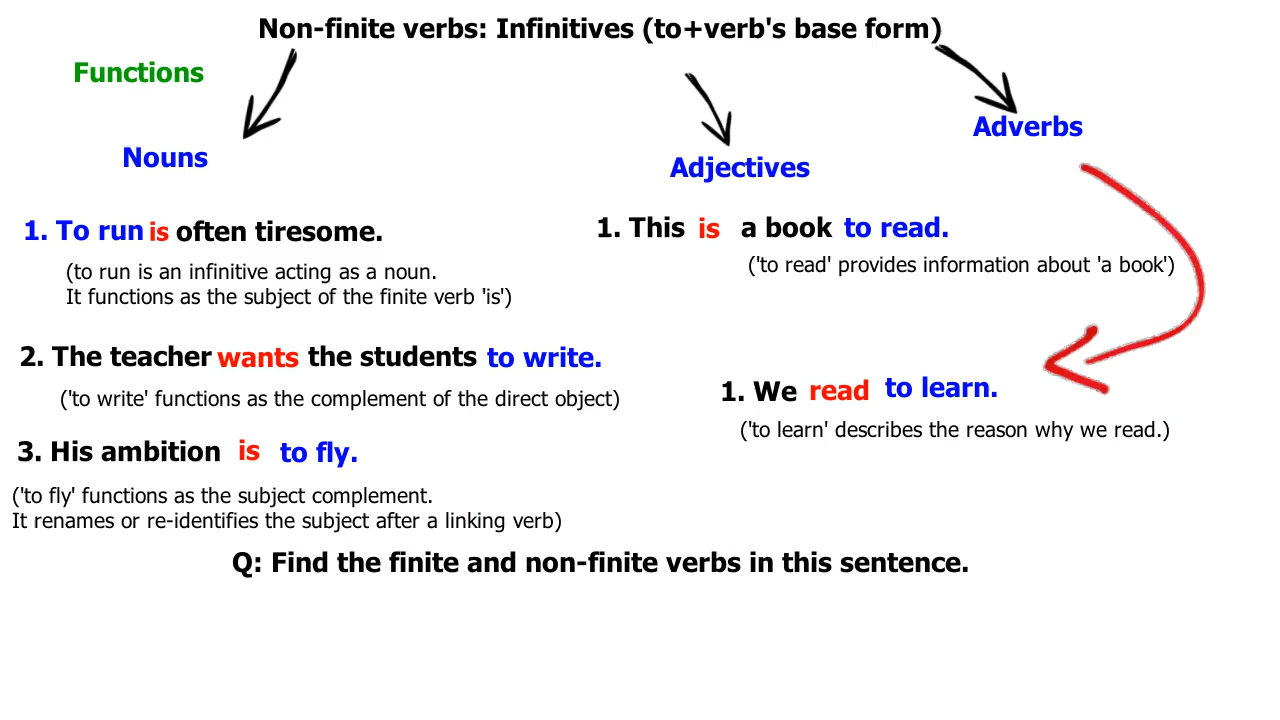 Non-finite verbs: Infinitives (to+verb's base form)
Functions
Nouns
Adjectives
Adverbs
1. To run is often tiresome.
(to run is an infinitive acting as a noun.
It functions as the subject of the finite verb 'is')
2. The teacher wants the students to write.
('to write' functions as the complement of the direct object)
3. His ambition is to fly.
('to fly' functions as the subject complement.
It renames or re-identifies the subject after a linking verb)
1. This is a book to read.
('to read' provides information about 'a book')
1. We read to learn.
('to learn' describes the reason why we read.)
Q: Find the finite and non-finite verbs in this sentence.